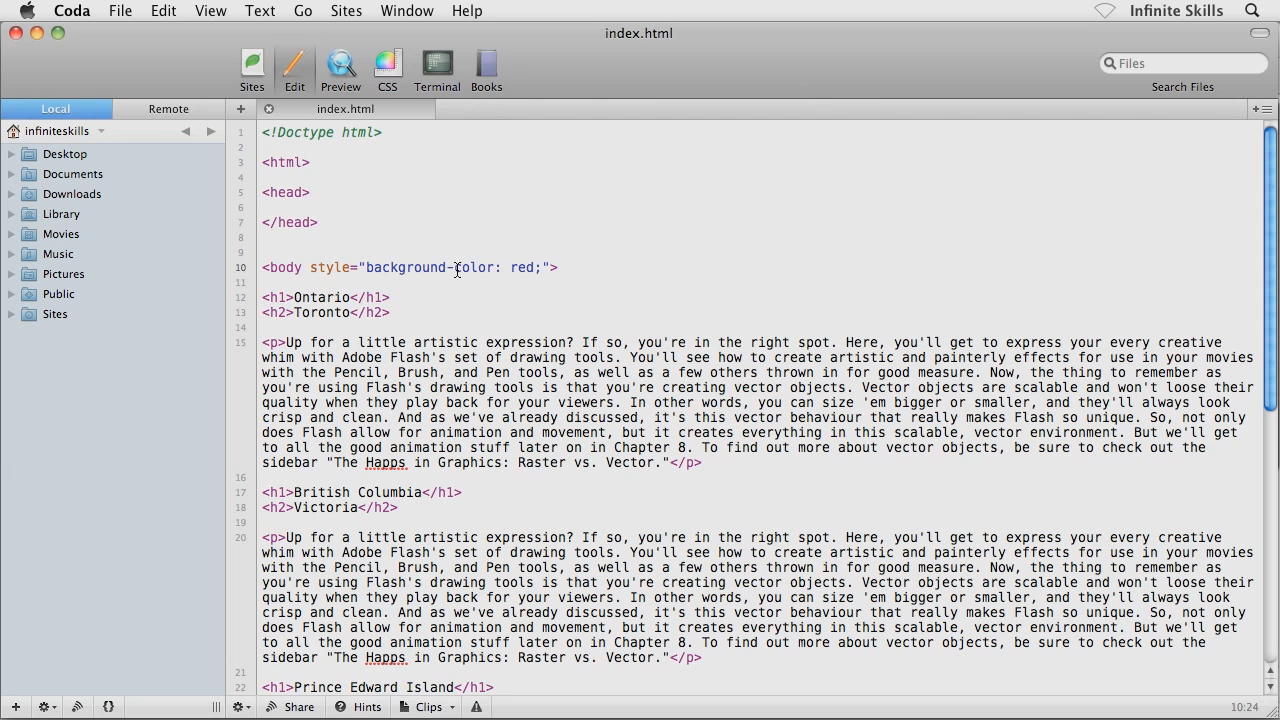 Coda File Edit View Text Go Sites Window Help Infinite Skills
index.html
Sites Edit Preview CSS Terminal Books
Files
Search Files
Local Remote
index.html
infiniteskills
Desktop
Documents
Downloads
Library
Movies
Music
Pictures
Public
Sites
1 <!Doctype html>
2
3 <html>
4
5 <head>
6
7 </head>
8
9
10 <body style="background-color: red;">
11
12 <h1>Ontario</h1>
13 <h2>Toronto</h2>
14
15 <p>Up for a little artistic expression? If so, you're in the right spot. Here, you'll get to express your every creative
whim with Adobe Flash's set of drawing tools. You'll see how to create artistic and painterly effects for use in your movies
with the Pencil, Brush, and Pen tools, as well as a few others thrown in for good measure. Now, the thing to remember as
you're using Flash's drawing tools is that you're creating vector objects. Vector objects are scalable and won't loose their
quality when they play back for your viewers. In other words, you can size 'em bigger or smaller, and they'll always look
crisp and clean. And as we've already discussed, it's this vector behaviour that really makes Flash so unique. So, not only
does Flash allow for animation and movement, but it creates everything in this scalable, vector environment. But we'll get
to all the good animation stuff later on in Chapter 8. To find out more about vector objects, be sure to check out the
sidebar "The Happs in Graphics: Raster vs. Vector."</p>
16
17 <h1>British Columbia</h1>
18 <h2>Victoria</h2>
19
20 <p>Up for a little artistic expression? If so, you're in the right spot. Here, you'll get to express your every creative
whim with Adobe Flash's set of drawing tools. You'll see how to create artistic and painterly effects for use in your movies
with the Pencil, Brush, and Pen tools, as well as a few others thrown in for good measure. Now, the thing to remember as
you're using Flash's drawing tools is that you're creating vector objects. Vector objects are scalable and won't loose their
quality when they play back for your viewers. In other words, you can size 'em bigger or smaller, and they'll always look
crisp and clean. And as we've already discussed, it's this vector behaviour that really makes Flash so unique. So, not only
does Flash allow for animation and movement, but it creates everything in this scalable, vector environment. But we'll get
to all the good animation stuff later on in Chapter 8. To find out more about vector objects, be sure to check out the
sidebar "The Happs in Graphics: Raster vs. Vector."</p>
21
22 <h1>Prince Edward Island</h1>
Share Hints Clips 10:24